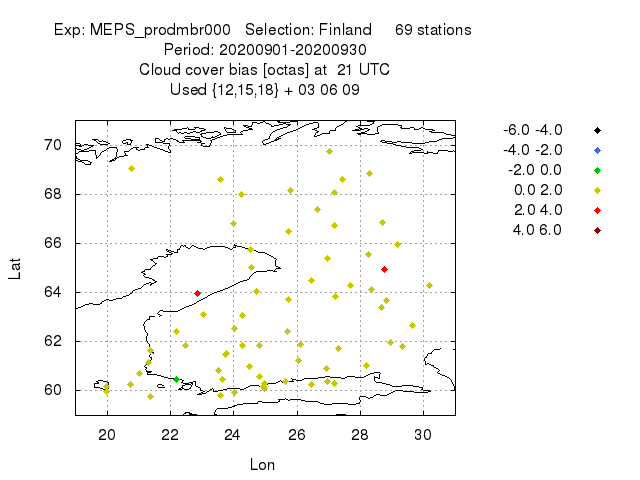 Exp: MEPS_prodmbr000 Selection: Finland 69 stations
Period: 20200901-20200930
Cloud cover bias [octas] at 21 UTC
Used {12,15,18} + 03 06 09
-6.0 -4.0
-4.0 -2.0
-2.0 0.0
0.0 2.0
2.0 4.0
4.0 6.0
Lat
70
68
66
64
62
60
20 22 24 26 28 30
Lon